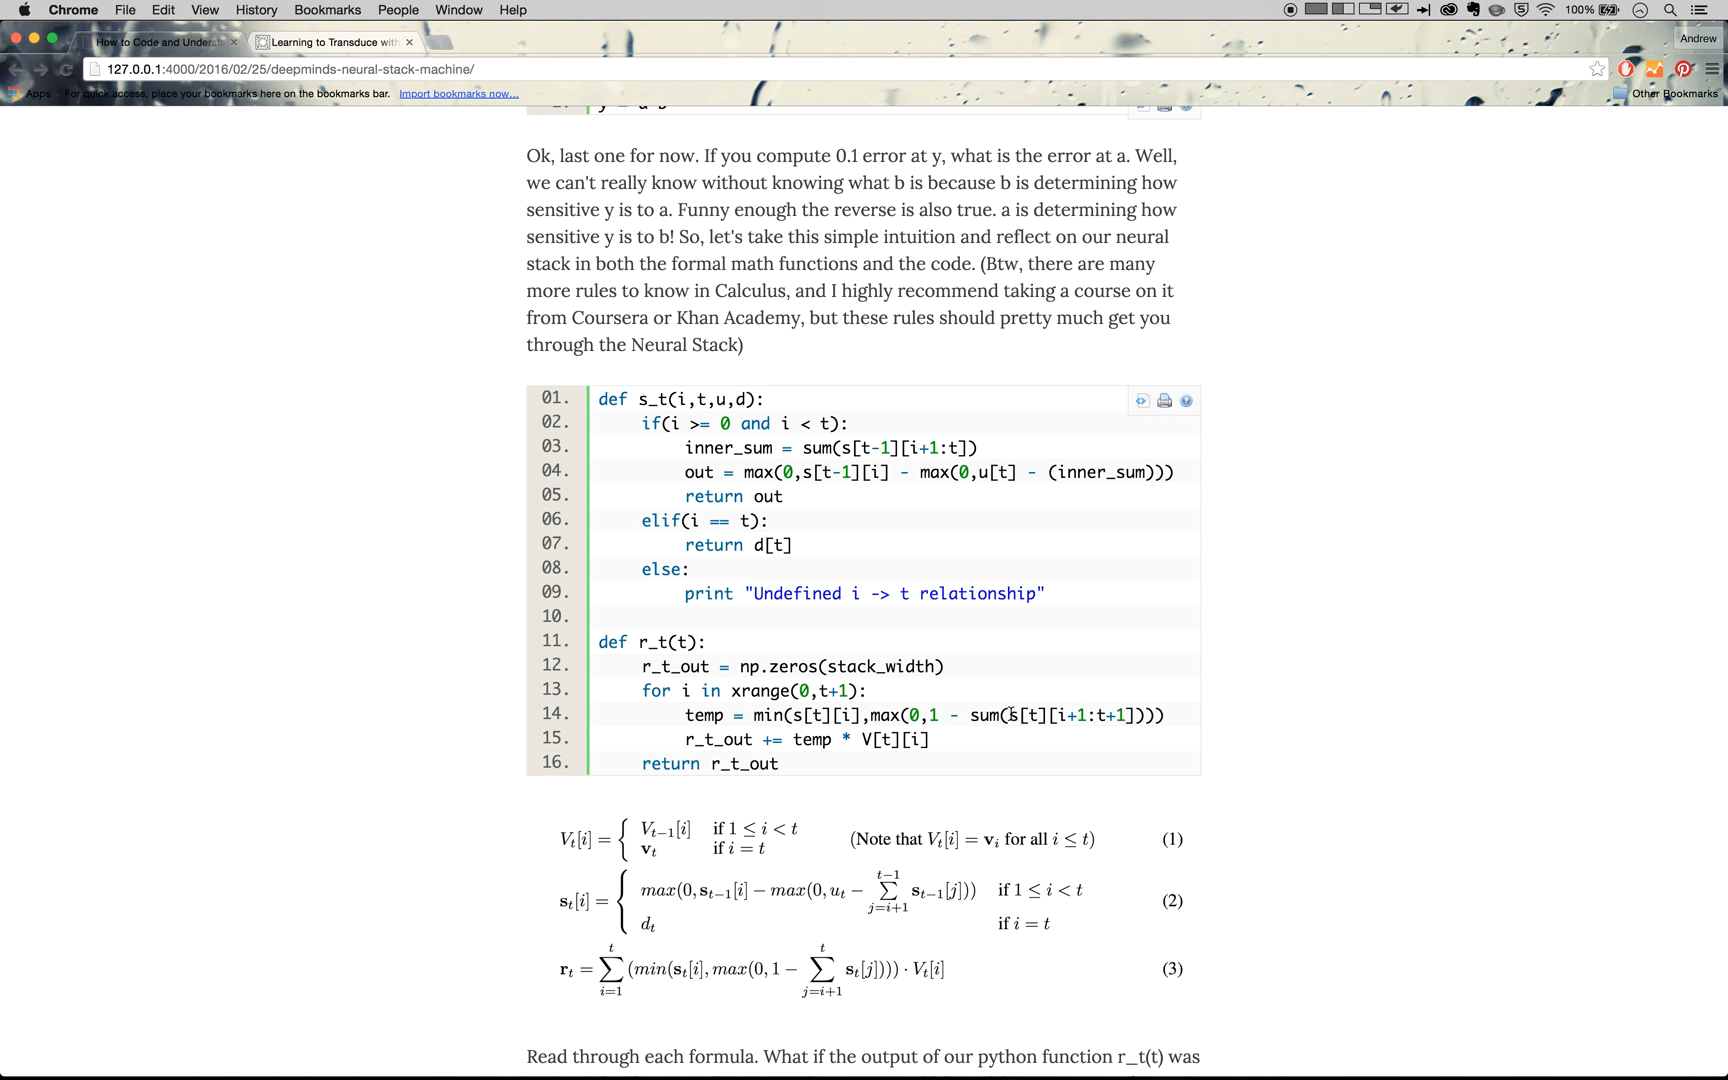 Chrome File Edit View History Bookmarks People Window Help 100%
How to Code and Underst
Learning to Transduce with
Andrew
127.0.0.1:4000/2016/02/25/deepminds-neural-stack-machine/
Apps For quick access, place your bookmarks here on the bookmarks bar. Import bookmarks now... Other Bookmarks
Ok, last one for now. If you compute 0.1 error at y, what is the error at a. Well,
we can't really know without knowing what b is because b is determining how
sensitive y is to a. Funny enough the reverse is also true. a is determining how
sensitive y is to b! So, let's take this simple intuition and reflect on our neural
stack in both the formal math functions and the code. (Btw, there are many
more rules to know in Calculus, and I highly recommend taking a course on it
from Coursera or Khan Academy, but these rules should pretty much get you
through the Neural Stack)
01. def s_t(i,t,u,d):
02. if(i >= 0 and i < t):
03. inner_sum = sum(s[t-1][i+1:t])
04. out = max(0,s[t-1][i] - max(0,u[t] - (inner_sum)))
05. return out
06. elif(i == t):
07. return d[t]
08. else:
09. print "Undefined i -> t relationship"
10.
11. def r_t(t):
12. r_t_out = np.zeros(stack_width)
13. for i in xrange(0,t+1):
14. temp = min(s[t][i],max(0,1 - sum(s[t][i+1:t+1])))
15. r_t_out += temp * V[t][i]
16. return r_t_out
V_t[i] = { V_{t−1}[i] if 1 ≤ i < t
v_t if i = t (Note that V_t[i] = v_i for all i ≤ t) (1)
s_t[i] = { max(0, s_{t−1}[i] − max(0, u_t − ∑_{j=i+1}^{t−1} s_{t−1}[j])) if 1 ≤ i < t
d_t if i = t (2)
r_t = ∑_{i=1}^{t} (min(s_t[i], max(0, 1 − ∑_{j=i+1}^{t} s_t[j]))) · V_t[i] (3)
Read through each formula. What if the output of our python function r_t(t) was